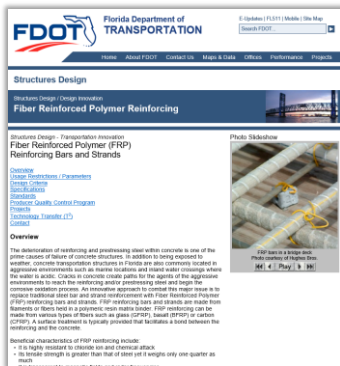 FDOT
Florida Department of
TRANSPORTATION
E-Updates | FL511 | Mobile | Site Map
Search FDOT...
Home About FDOT Contact Us Maps & Data Offices Performance Projects
Structures Design
Structures Design / Design Innovation
Fiber Reinforced Polymer Reinforcing
Structures Design - Transportation Innovation
Fiber Reinforced Polymer (FRP)
Reinforcing Bars and Strands
Overview
Usage Restrictions / Parameters
Design Criteria
Specifications
Standards
Producer Quality Control Program
Projects
Technology Transfer (T²)
Contact
Photo Slideshow
FRP bars in a bridge deck
Photo courtesy of Hughes Bros
Play
Overview
The deterioration of reinforcing and prestressing steel within concrete is one of the
prime causes of failure of concrete structures. In addition to being exposed to
weather, concrete transportation structures in Florida are also commonly located in
aggressive environments such as marine locations and inland water crossings where
the water is acidic. Cracks in concrete create paths for the agents of the aggressive
environments to reach the reinforcing and/or prestressing steel and begin the
corrosive oxidation process. An innovative approach to combat this major issue is to
replace traditional steel bar and strand reinforcement with Fiber Reinforced Polymer
(FRP) reinforcing bars and strands. FRP reinforcing bars and strands are made from
filaments or fibers held in a polymeric resin matrix binder. FRP reinforcing can be
made from various types of fibers such as glass (GFRP), basalt (BFRP) or carbon
(CFRP). A surface treatment is typically provided that facilitates a bond between the
reinforcing and the concrete.
Beneficial characteristics of FRP reinforcing include:
• It is highly resistant to chloride ion and chemical attack
• Its tensile strength is greater than that of steel yet it weighs only one quarter as
much